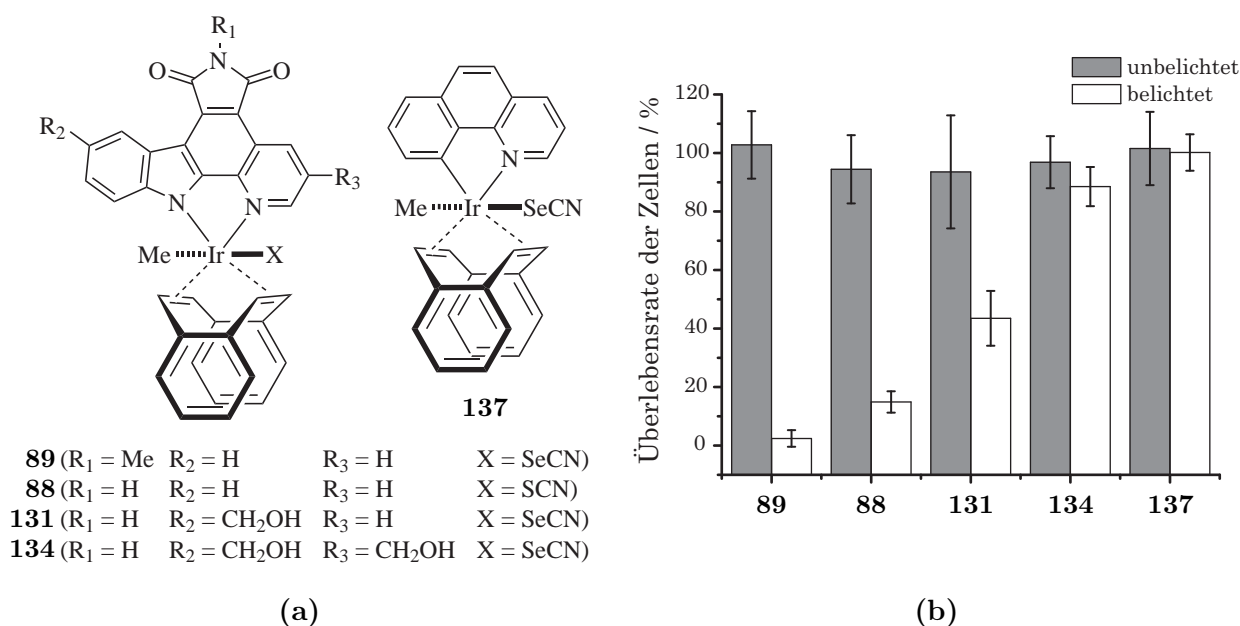 R₁
N
O
O
R₂
R₃
N
N
Me
Ir
X
N
Me
Ir
SeCN
137
89 (R₁ = Me R₂ = H R₃ = H X = SeCN)
88 (R₁ = H R₂ = H R₃ = H X = SCN)
131 (R₁ = H R₂ = CH₂OH R₃ = H X = SeCN)
134 (R₁ = H R₂ = CH₂OH R₃ = CH₂OH X = SeCN)
(a)
unbelichtet
belichtet
Überlebensrate der Zellen / %
120
100
80
60
40
20
0
89 88 131 134 137
(b)